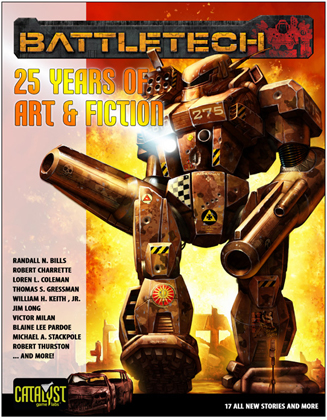 BATTLETECH
25 YEARS OF
ART & FICTION
275
RANDALL N. BILLS
ROBERT CHARRETTE
LOREN L. COLEMAN
THOMAS S. GRESSMAN
WILLIAM H. KEITH , JR.
JIM LONG
VICTOR MILAN
BLAINE LEE PARDOE
MICHAEL A. STACKPOLE
ROBERT THURSTON
... AND MORE!
CATALYST
game labs
17 ALL NEW STORIES AND MORE